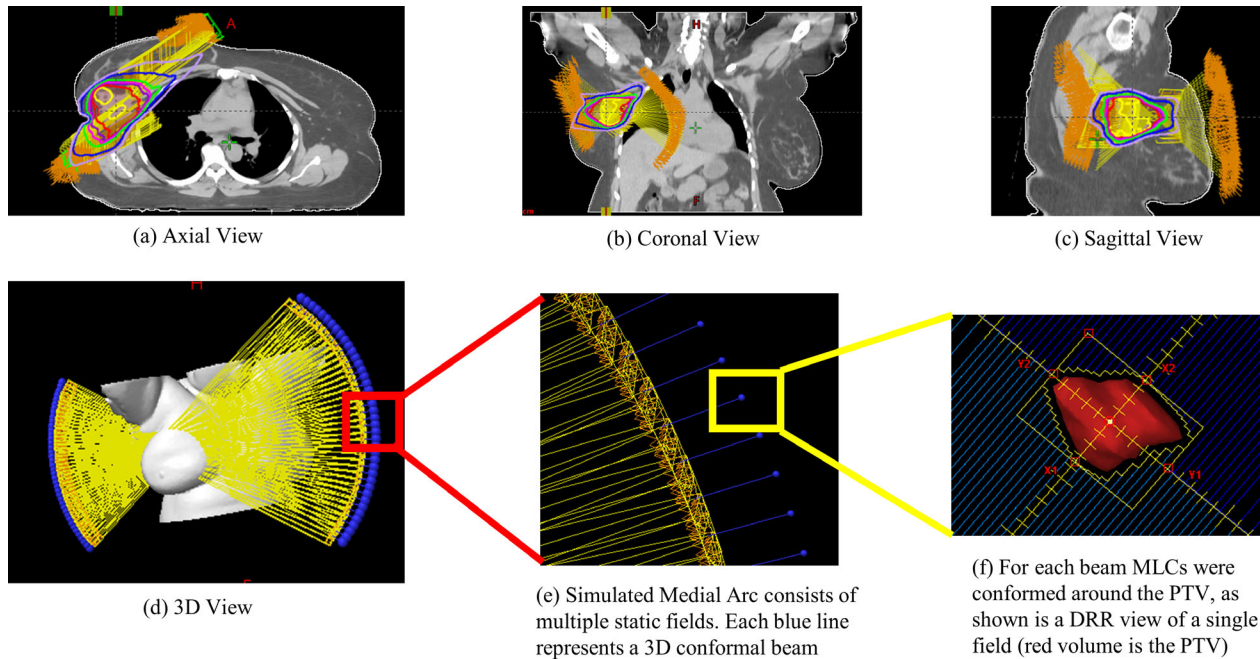 A
H
F
cm
(a) Axial View
(b) Coronal View
(c) Sagittal View
H
Y2
X2
X1
Y1
(d) 3D View
(e) Simulated Medial Arc consists of
multiple static fields. Each blue line
represents a 3D conformal beam
(f) For each beam MLCs were
conformed around the PTV, as
shown is a DRR view of a single
field (red volume is the PTV)